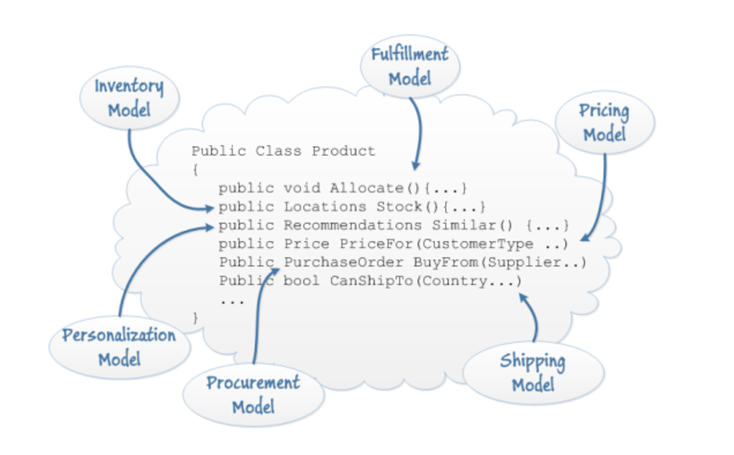 Fulfillment
Model
Inventory
Model
Pricing
Model
Public Class Product
{
public void Allocate(){...}
public Locations Stock(){...}
public Recommendations Similar() {...}
public Price PriceFor(CustomerType ..)
Public PurchaseOrder BuyFrom(Supplier..)
Public bool CanShipTo(Country...)
...
}
Personalization
Model
Procurement
Model
Shipping
Model